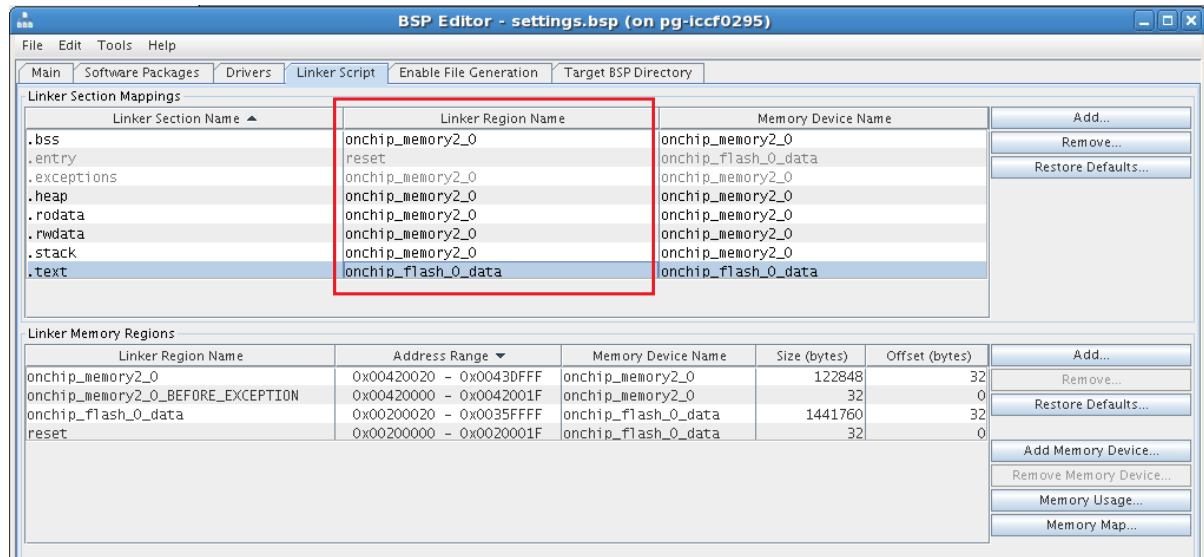 BSP Editor - settings.bsp (on pg-iccf0295)
File Edit Tools Help
Main Software Packages Drivers Linker Script Enable File Generation Target BSP Directory
Linker Section Mappings
Linker Section Name Linker Region Name Memory Device Name Add...
.bss onchip_memory2_0 onchip_memory2_0 Remove...
.entry reset onchip_flash_0_data
Restore Defaults...
.exceptions onchip_memory2_0 onchip_memory2_0
.heap onchip_memory2_0 onchip_memory2_0
.rodata onchip_memory2_0 onchip_memory2_0
.rwdata onchip_memory2_0 onchip_memory2_0
.stack onchip_memory2_0 onchip_memory2_0
.text onchip_flash_0_data onchip_flash_0_data
Linker Memory Regions
Linker Region Name Address Range Memory Device Name Size (bytes) Offset (bytes) Add...
onchip_memory2_0 0x00420020 - 0x0043DFFF onchip_memory2_0 122848 32 Remove...
onchip_memory2_0_BEFORE_EXCEPTION 0x00420000 - 0x0042001F onchip_memory2_0 32 0
Restore Defaults...
onchip_flash_0_data 0x00200020 - 0x0035FFFF onchip_flash_0_data 1441760 32
reset 0x00200000 - 0x0020001F onchip_flash_0_data 32 0
Add Memory Device...
Remove Memory Device...
Memory Usage...
Memory Map...